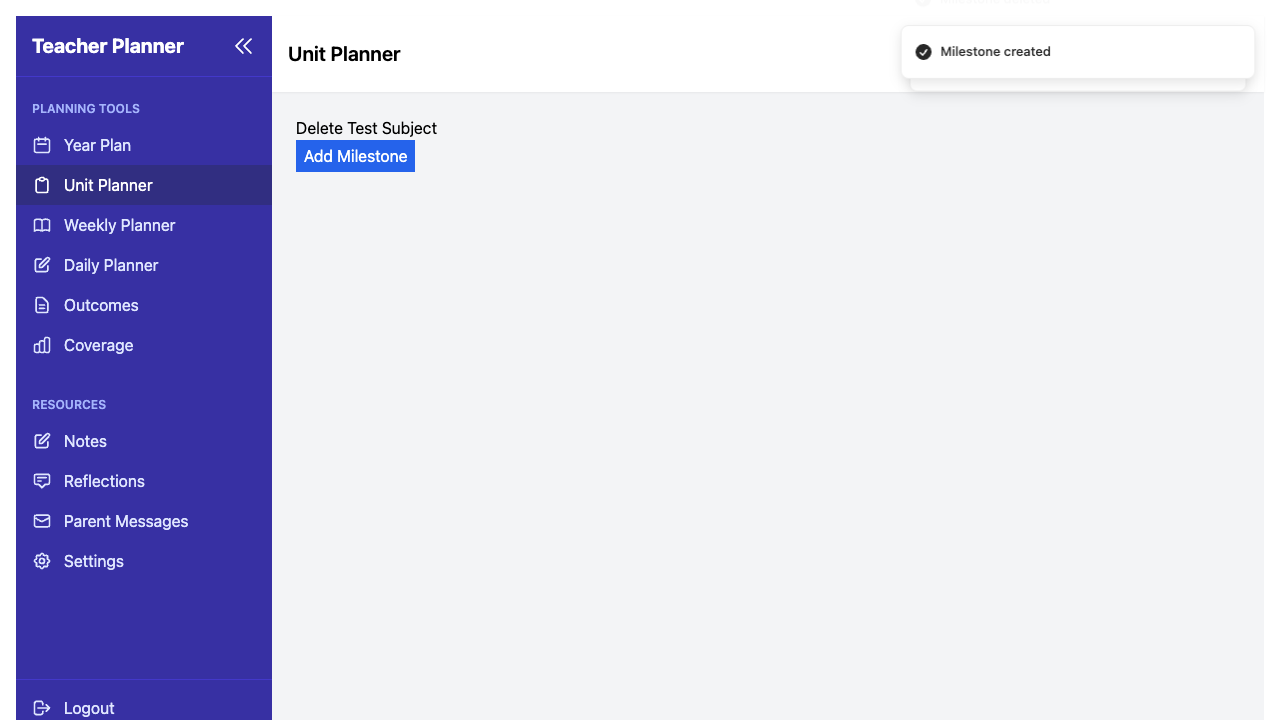 Teacher Planner
PLANNING TOOLS
Year Plan
Unit Planner
Weekly Planner
Daily Planner
Outcomes
Coverage
RESOURCES
Notes
Reflections
Parent Messages
Settings
Logout
Unit Planner
Milestone created
Delete Test Subject
Add Milestone